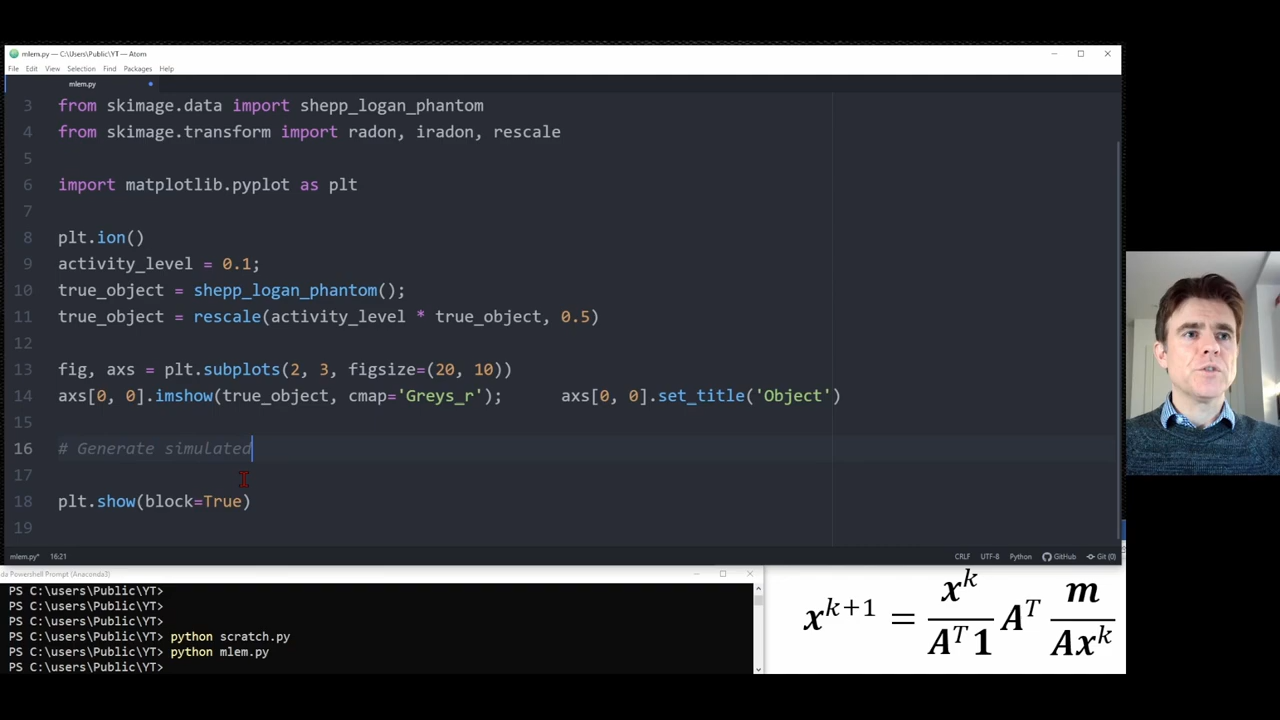 mlem.py — C:\Users\Public\YT — Atom
File Edit View Selection Find Packages Help
mlem.py
3 from skimage.data import shepp_logan_phantom
4 from skimage.transform import radon, iradon, rescale
5
6 import matplotlib.pyplot as plt
7
8 plt.ion()
9 activity_level = 0.1;
10 true_object = shepp_logan_phantom();
11 true_object = rescale(activity_level * true_object, 0.5)
12
13 fig, axs = plt.subplots(2, 3, figsize=(20, 10))
14 axs[0, 0].imshow(true_object, cmap='Greys_r'); axs[0, 0].set_title('Object')
15
16 # Generate simulated
17
18 plt.show(block=True)
19
mlem.py* 16:21 CRLF UTF-8 Python GitHub Git (0)
da Powershell Prompt (Anaconda3)
PS C:\users\Public\YT>
PS C:\users\Public\YT>
PS C:\users\Public\YT>
PS C:\users\Public\YT> python scratch.py
PS C:\users\Public\YT> python mlem.py
PS C:\users\Public\YT>
x^{k+1} = \frac{x^k}{A^T 1} A^T \frac{m}{Ax^k}